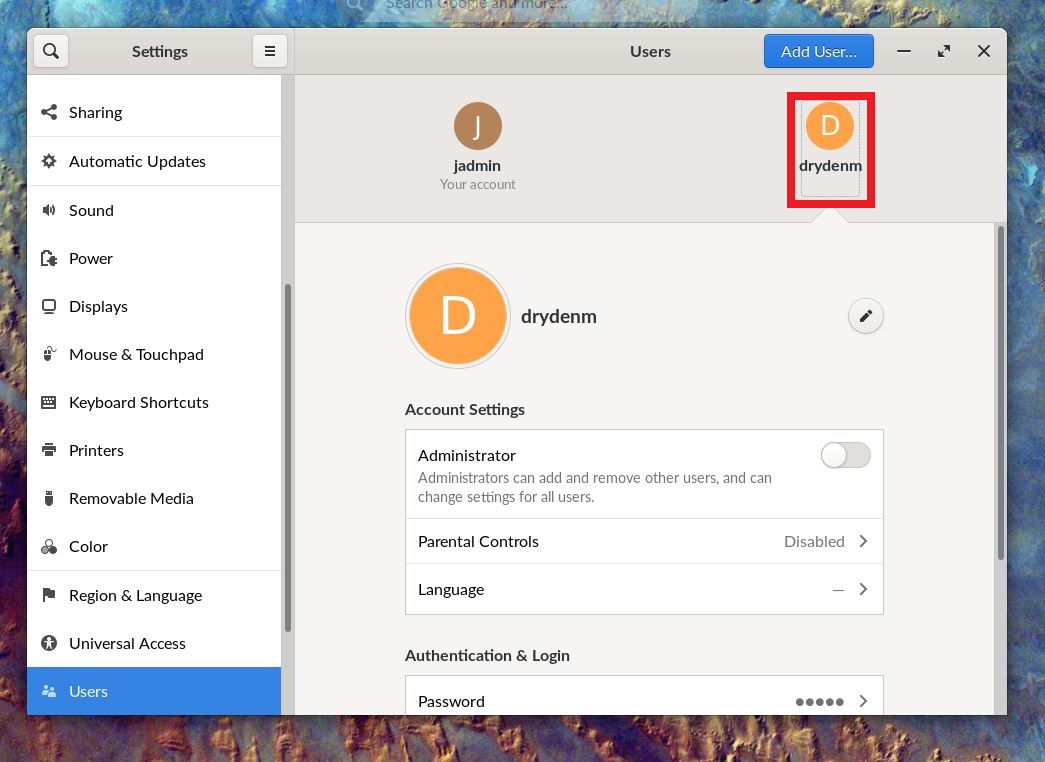 Search Google and more...
Settings
Users
Add User...
Sharing
Automatic Updates
Sound
Power
Displays
Mouse & Touchpad
Keyboard Shortcuts
Printers
Removable Media
Color
Region & Language
Universal Access
Users
J
jadmin
Your account
D
drydenm
D
drydenm
Account Settings
Administrator
Administrators can add and remove other users, and can
change settings for all users.
Parental Controls Disabled
Language —
Authentication & Login
Password ●●●●●